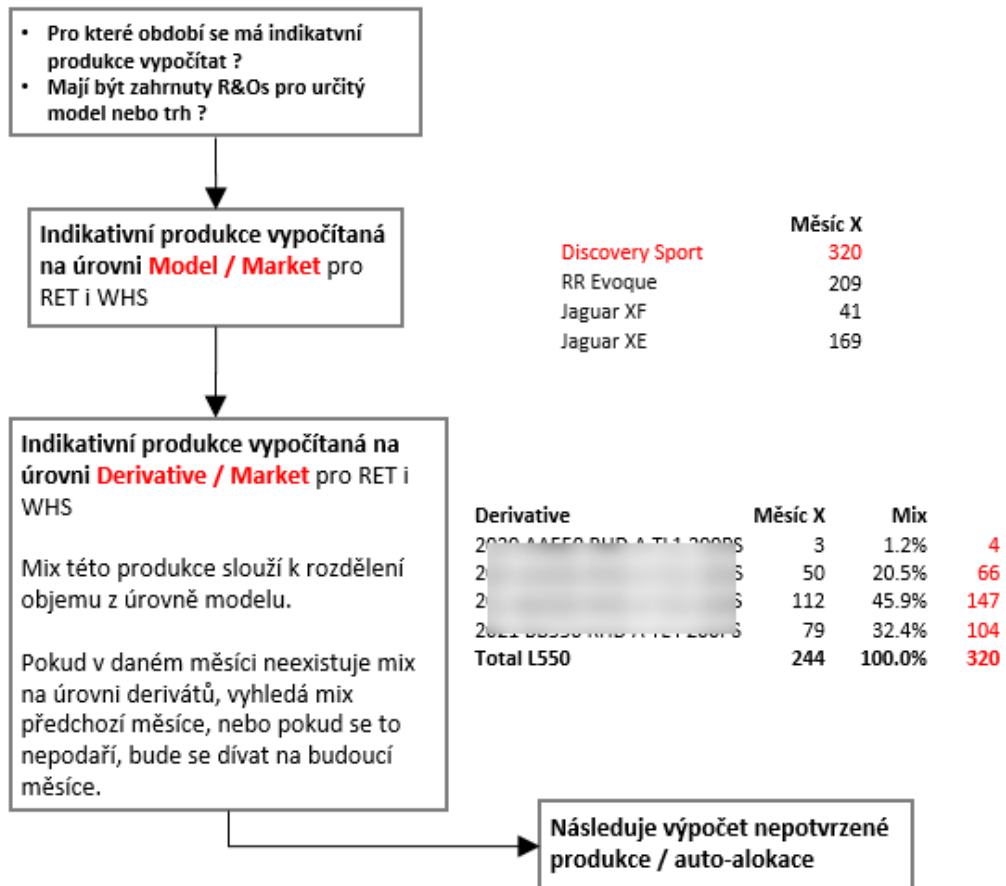 • Pro které období se má indikatvní
produkce vypočítat ?
• Mají být zahrnuty R&Os pro určitý
model nebo trh ?
Indikativní produkce vypočítaná
na úrovni Model / Market pro
RET i WHS
Měsíc X
Discovery Sport 320
RR Evoque 209
Jaguar XF 41
Jaguar XE 169
Indikativní produkce vypočítaná na
úrovni Derivative / Market pro RET i
WHS
Mix této produkce slouží k rozdělení
objemu z úrovně modelu.
Pokud v daném měsíci neexistuje mix
na úrovni derivátů, vyhledá mix
předchozí měsíce, nebo pokud se to
nepodaří, bude se dívat na budoucí
měsíce.
Derivative Měsíc X Mix
3 1.2% 4
50 20.5% 66
112 45.9% 147
79 32.4% 104
Total L550 244 100.0% 320
Následuje výpočet nepotvrzené
produkce / auto-alokace